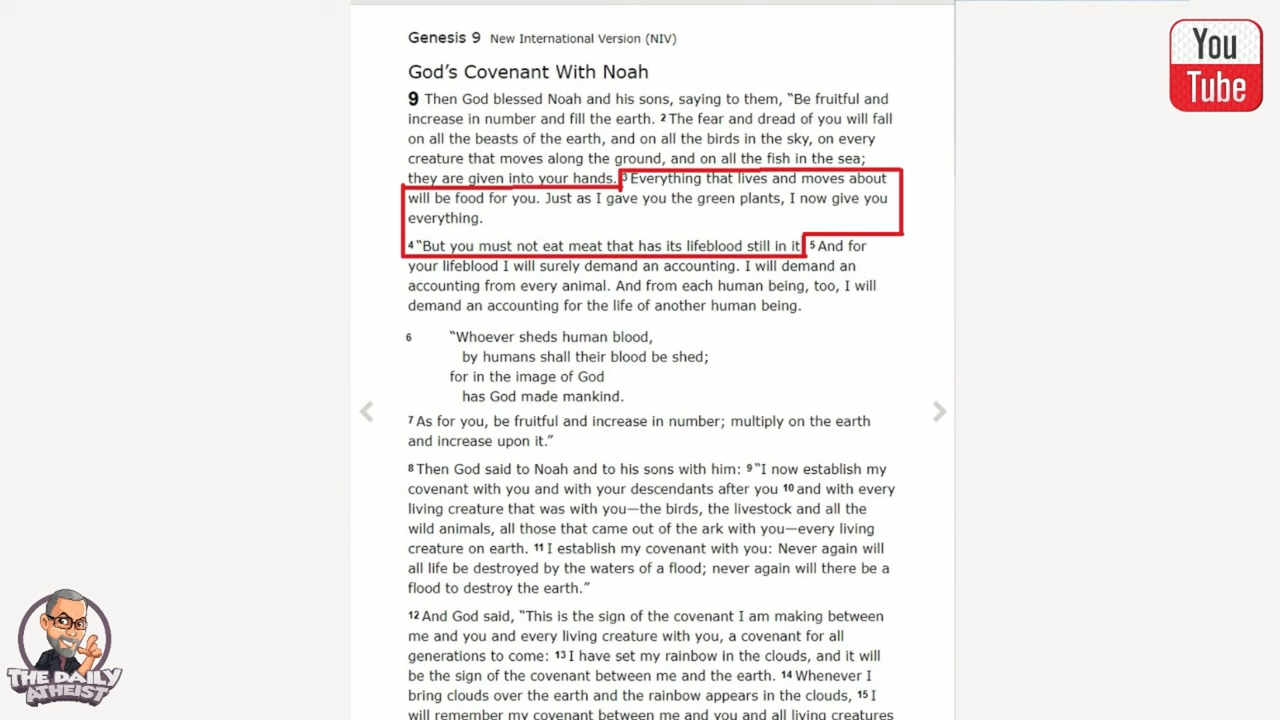 You
Tube
Genesis 9 New International Version (NIV)
God's Covenant With Noah
9 Then God blessed Noah and his sons, saying to them, “Be fruitful and
increase in number and fill the earth. 2 The fear and dread of you will fall
on all the beasts of the earth, and on all the birds in the sky, on every
creature that moves along the ground, and on all the fish in the sea;
they are given into your hands. 3 Everything that lives and moves about
will be food for you. Just as I gave you the green plants, I now give you
everything.
4 “But you must not eat meat that has its lifeblood still in it 5 And for
your lifeblood I will surely demand an accounting. I will demand an
accounting from every animal. And from each human being, too, I will
demand an accounting for the life of another human being.
6 “Whoever sheds human blood,
by humans shall their blood be shed;
for in the image of God
has God made mankind.
7 As for you, be fruitful and increase in number; multiply on the earth
and increase upon it.”
8 Then God said to Noah and to his sons with him: 9 “I now establish my
covenant with you and with your descendants after you 10 and with every
living creature that was with you—the birds, the livestock and all the
wild animals, all those that came out of the ark with you—every living
creature on earth. 11 I establish my covenant with you: Never again will
all life be destroyed by the waters of a flood; never again will there be a
flood to destroy the earth.”
12 And God said, “This is the sign of the covenant I am making between
me and you and every living creature with you, a covenant for all
generations to come: 13 I have set my rainbow in the clouds, and it will
be the sign of the covenant between me and the earth. 14 Whenever I
bring clouds over the earth and the rainbow appears in the clouds, 15 I
will remember my covenant between me and you and all living creatures
THE DAILY
ATHEIST